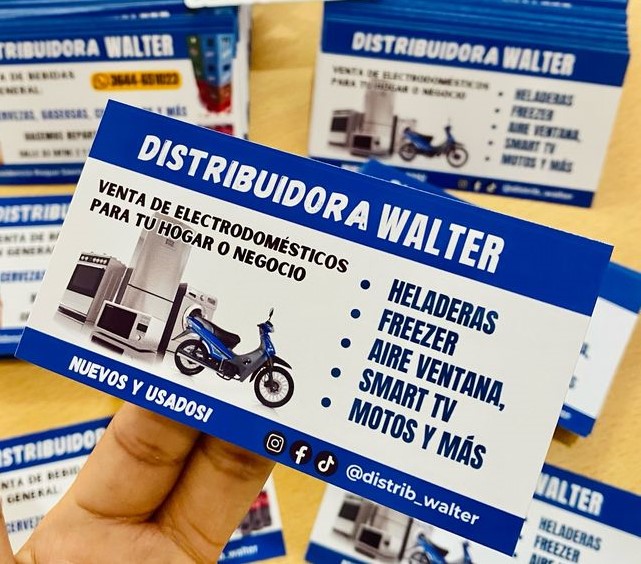 DISTRIBUIDORA WALTER
3644-651023
GENERAL.
DISTRIBUIDORA WALTER
VENTA DE ELECTRODOMÉSTICOS
PARA TU HOGAR O NEGOCIO
HELADERAS
FREEZER
AIRE VENTANA,
SMART TV
MOTOS Y MÁS
@distrib_walter
DISTRIBUIDORA WALTER
VENTA DE ELECTRODOMÉSTICOS
PARA TU HOGAR O NEGOCIO
• HELADERAS
• FREEZER
• AIRE VENTANA,
• SMART TV
• MOTOS Y MÁS
NUEVOS Y USADOS!
@distrib_walter
GENERAL.
WALTER
HELADERAS
FREEZER